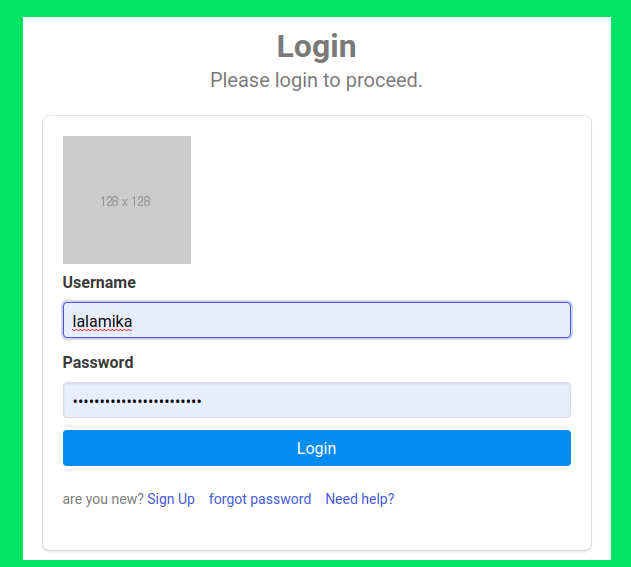 Login
Please login to proceed.
128 x 128
Username
lalamika
Password
••••••••••••••••••••••••
Login
are you new? Sign Up forgot password Need help?